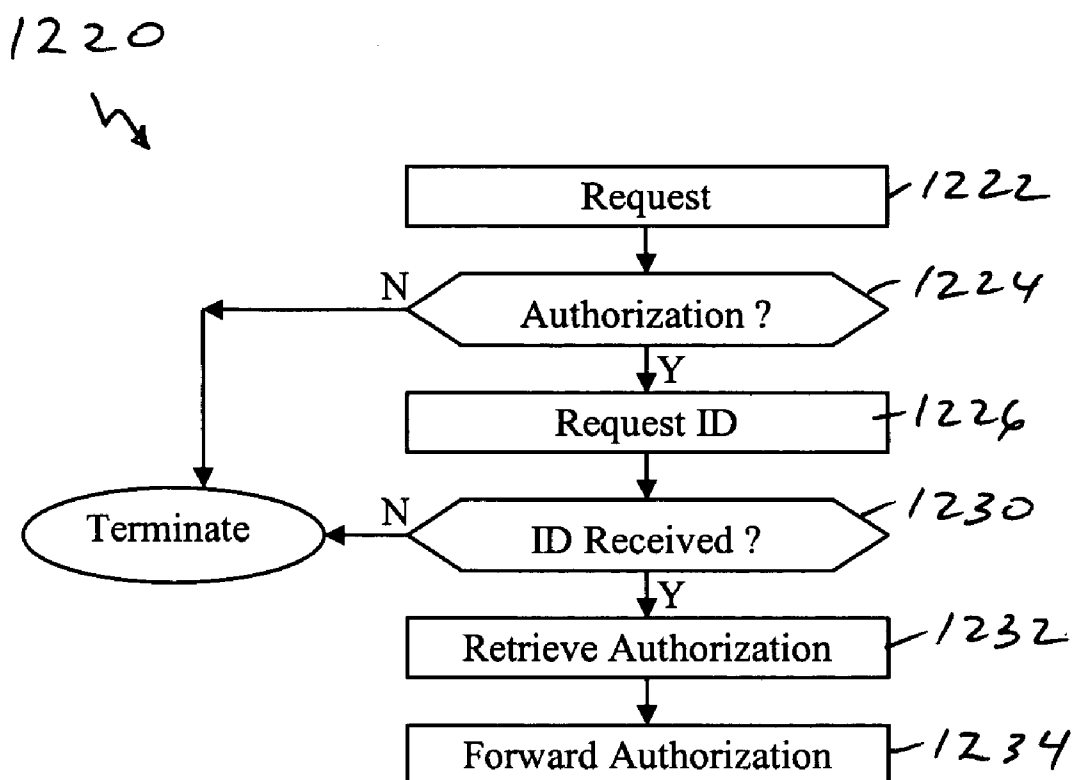 1220
Request 1222
N Authorization ? 1224
Y
Request ID 1226
Terminate N ID Received ? 1230
Y
Retrieve Authorization 1232
Forward Authorization 1234